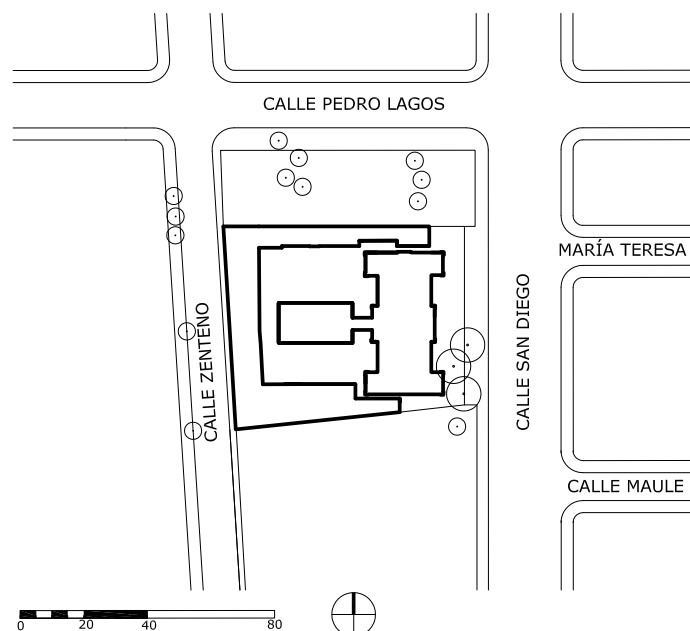 CALLE PEDRO LAGOS
MARÍA TERESA
CALLE ZENTENO
CALLE SAN DIEGO
CALLE MAULE
0 20 40 80